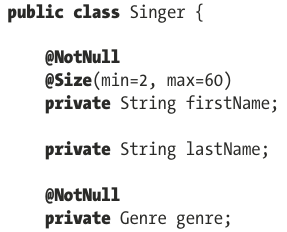 public class Singer {
@NotNull
@Size(min=2, max=60)
private String firstName;
private String lastName;
@NotNull
private Genre genre;